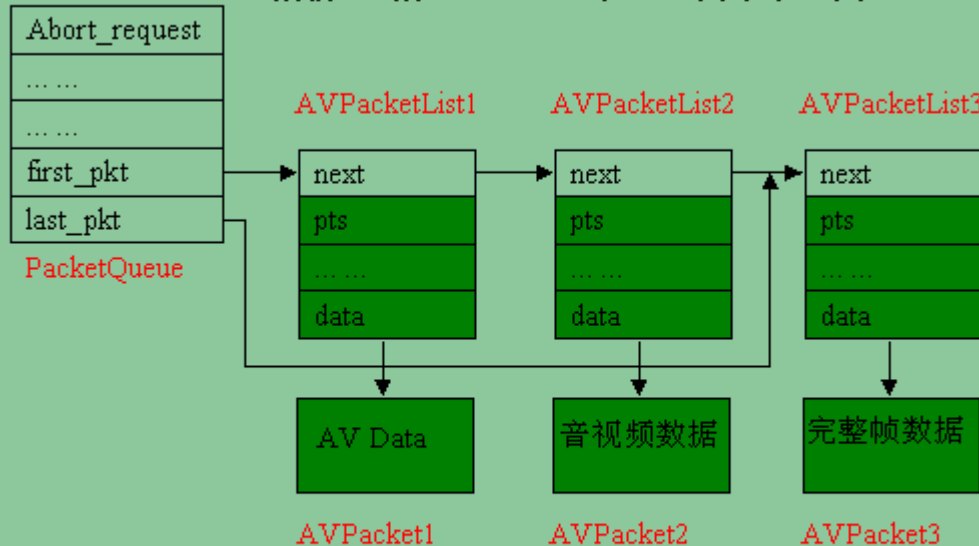 Abort_request
... ...
... ...
first_pkt
last_pkt
PacketQueue
AVPacketList1
next
pts
... ...
data
AV Data
AVPacket1
AVPacketList2
next
pts
... ...
data
音视频数据
AVPacket2
AVPacketList3
next
pts
... ...
data
完整帧数据
AVPacket3